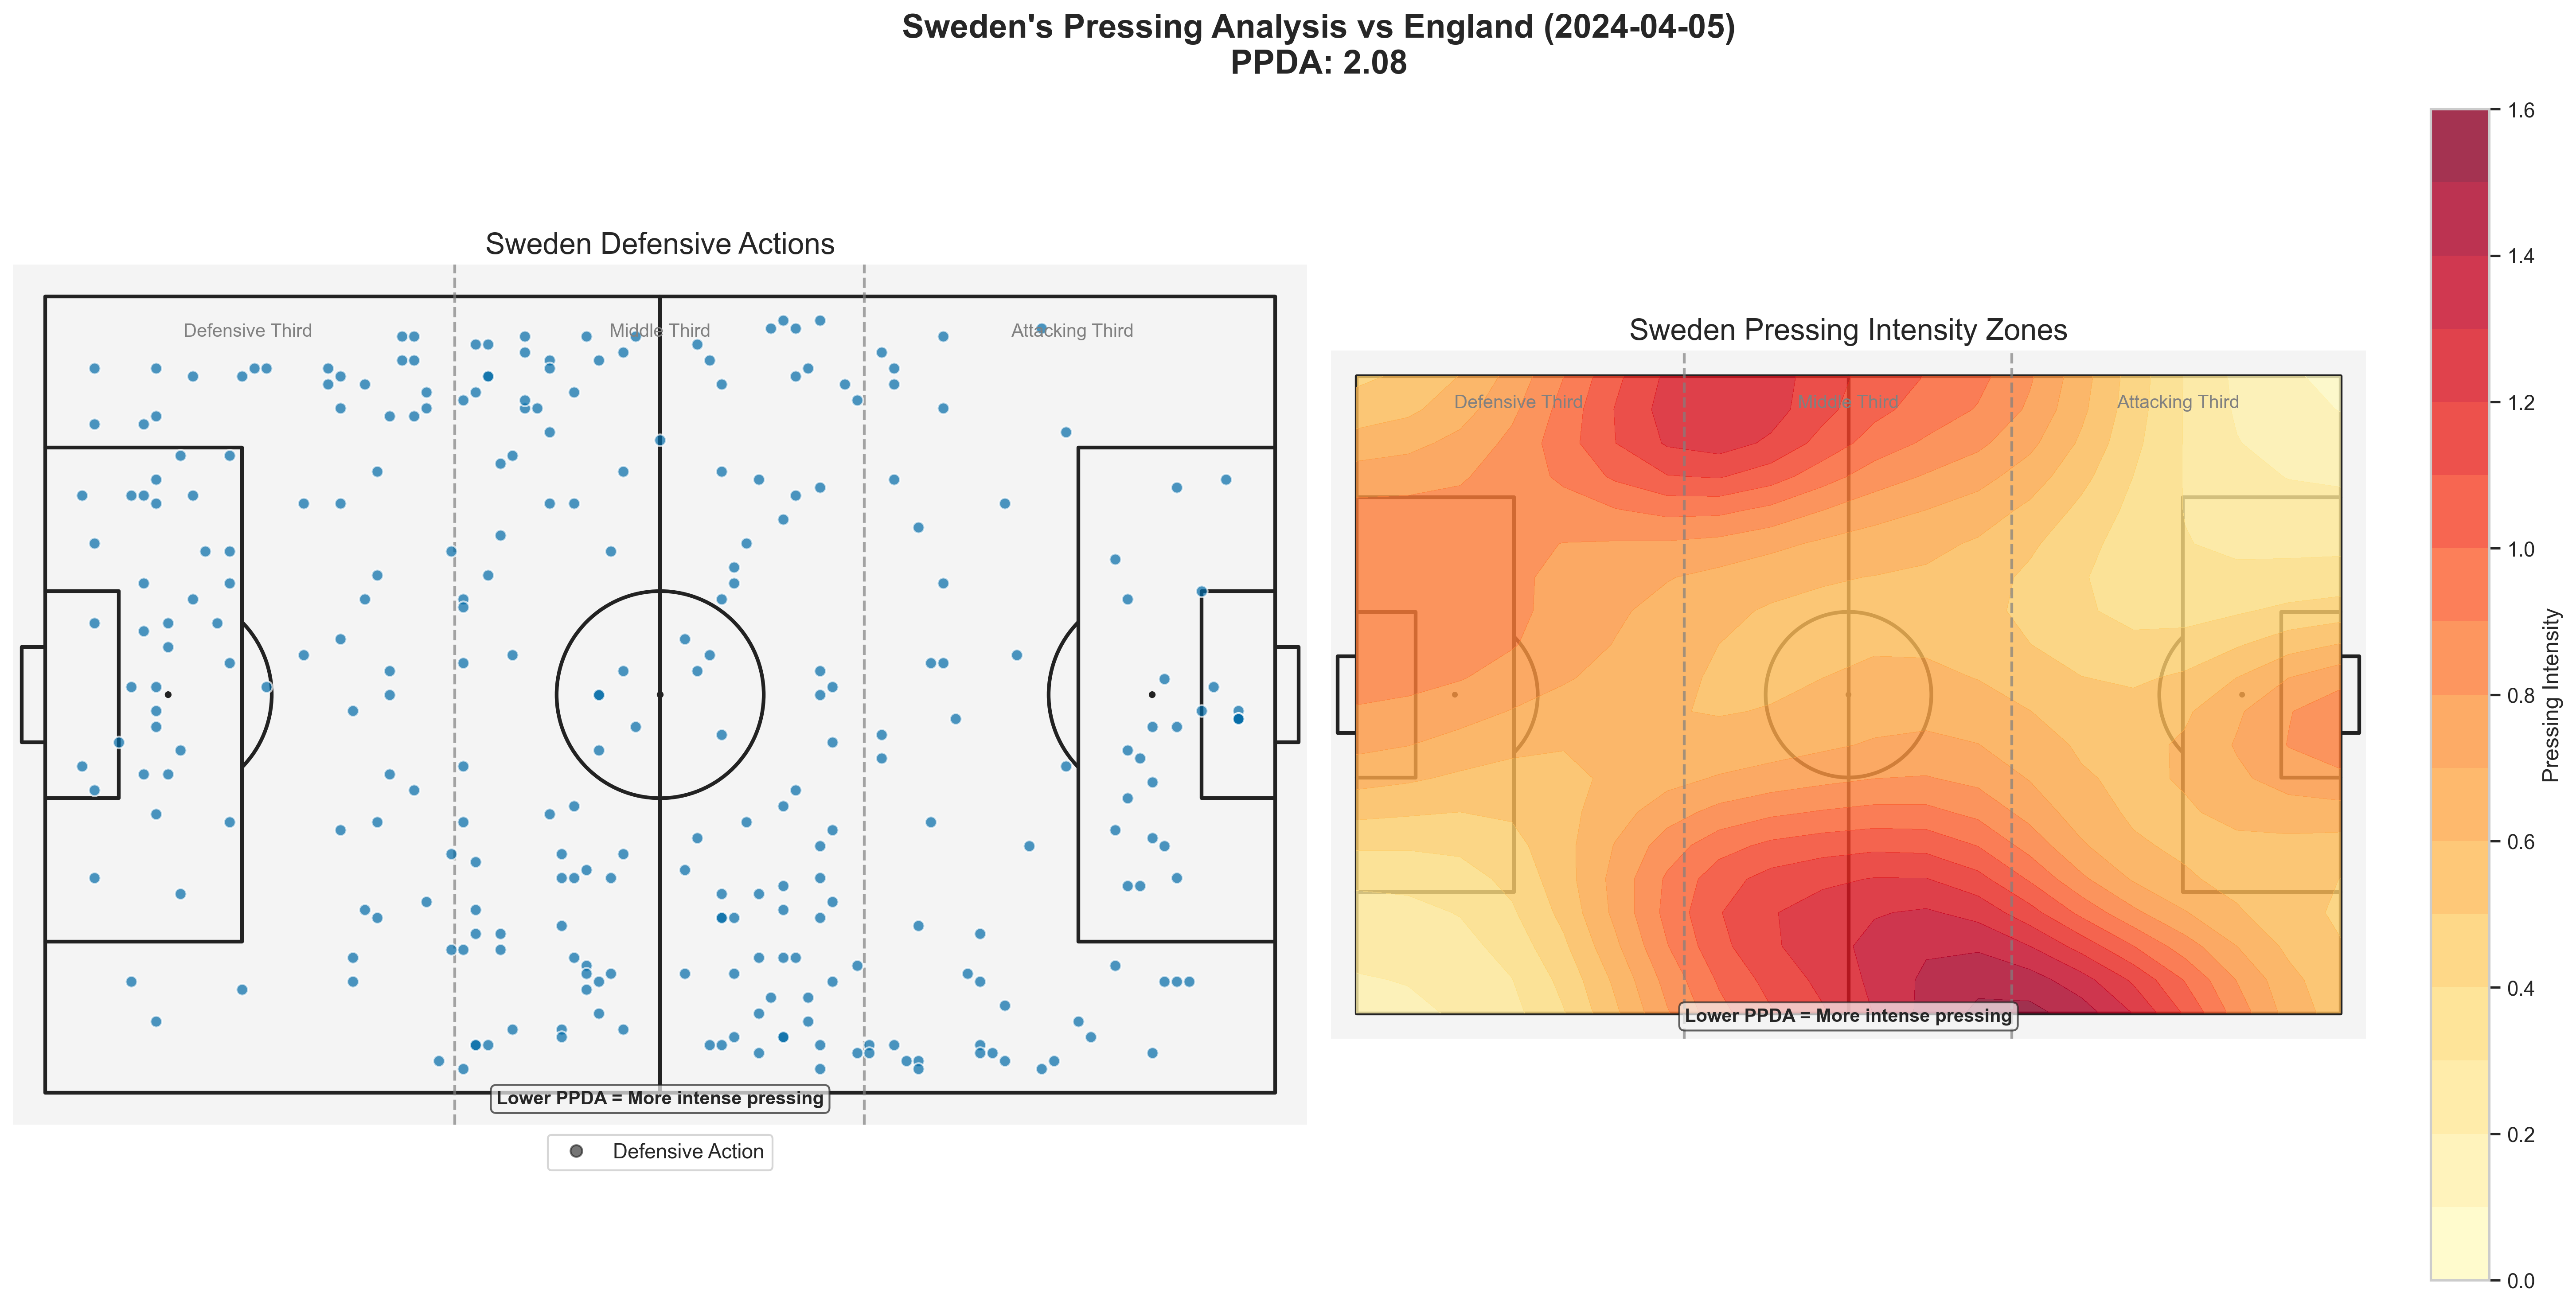 Sweden's Pressing Analysis vs England (2024-04-05)
PPDA: 2.08
Sweden Defensive Actions
Defensive Third
Middle Third
Attacking Third
Lower PPDA = More intense pressing
Defensive Action
Sweden Pressing Intensity Zones
Defensive Third
Middle Third
Attacking Third
Lower PPDA = More intense pressing
1.6
1.4
1.2
1.0
0.8
0.6
0.4
0.2
0.0
Pressing Intensity